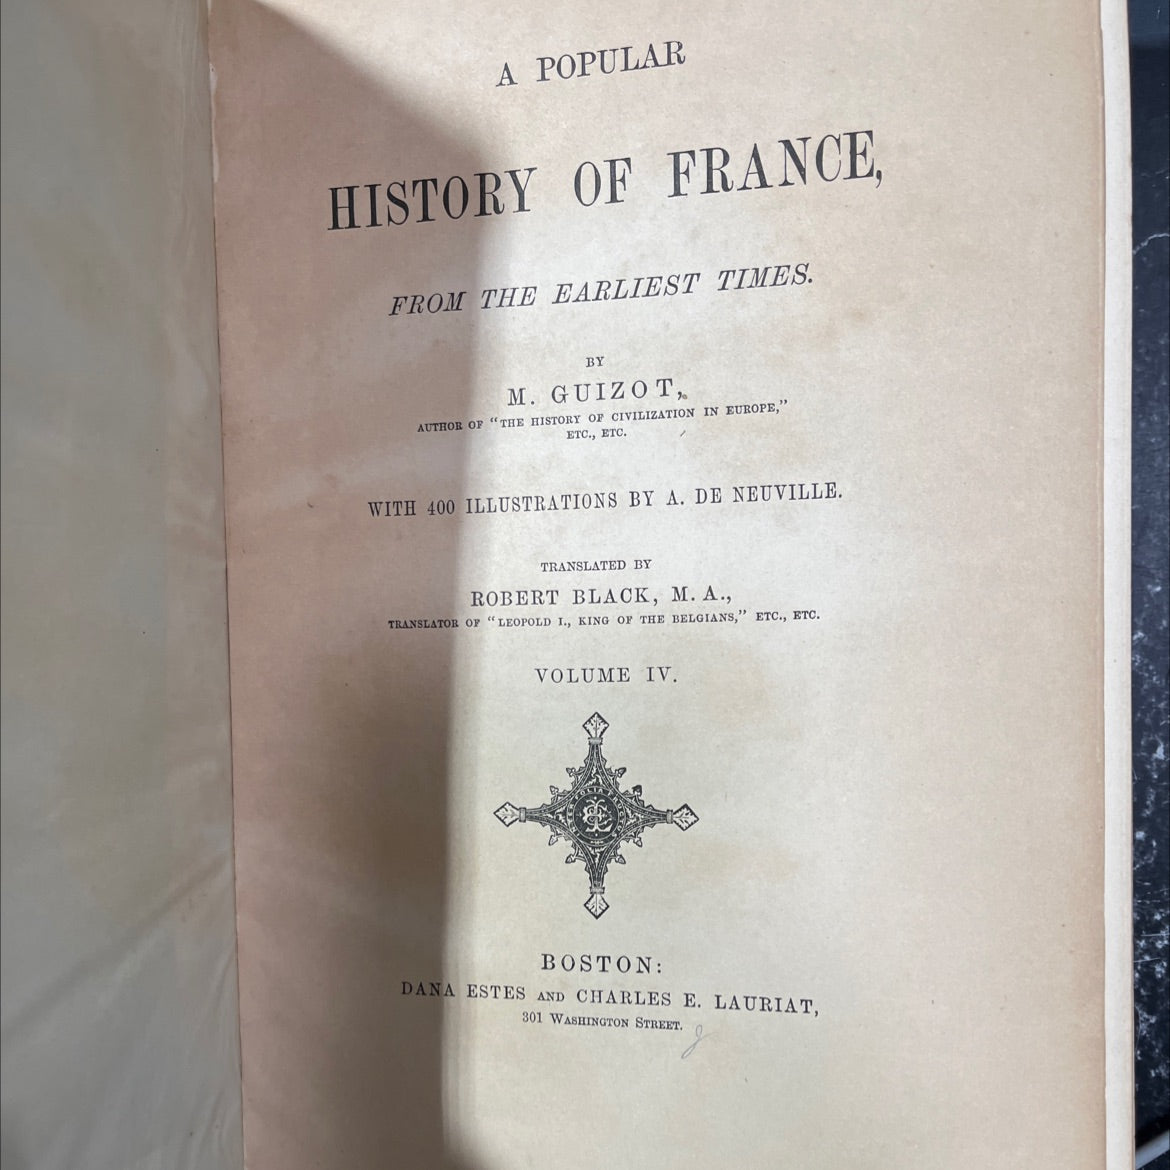 A POPULAR
HISTORY OF FRANCE,
FROM THE EARLIEST TIMES.
BY
M. GUIZOT,
AUTHOR OF "THE HISTORY OF CIVILIZATION IN EUROPE,"
ETC., ETC.
WITH 400 ILLUSTRATIONS BY A. DE NEUVILLE.
TRANSLATED BY
ROBERT BLACK, M. A.,
TRANSLATOR OF "LEOPOLD I., KING OF THE BELGIANS," ETC., ETC.
VOLUME IV.
BOSTON:
DANA ESTES AND CHARLES E. LAURIAT,
301 WASHINGTON STREET.